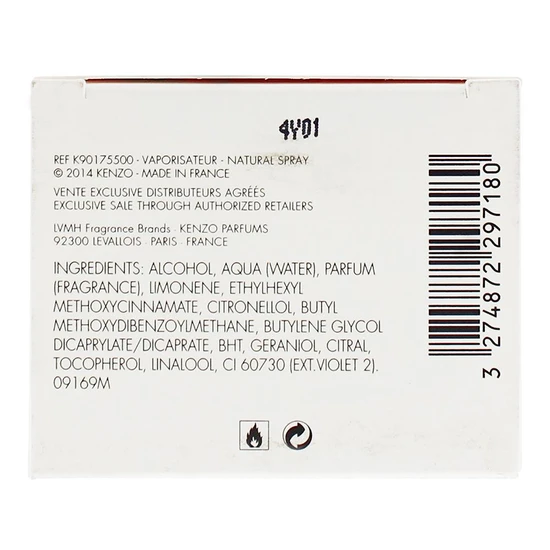 4Y01
REF K90175500 · VAPORISATEUR · NATURAL SPRAY
© 2014 KENZO · MADE IN FRANCE
VENTE EXCLUSIVE DISTRIBUTEURS AGRÉÉS
EXCLUSIVE SALE THROUGH AUTHORIZED RETAILERS
LVMH Fragrance Brands · KENZO PARFUMS
92300 LEVALLOIS · PARIS · FRANCE
INGREDIENTS: ALCOHOL, AQUA (WATER), PARFUM
(FRAGRANCE), LIMONENE, ETHYLHEXYL
METHOXYCINNAMATE, CITRONELLOL, BUTYL
METHOXYDIBENZOYLMETHANE, BUTYLENE GLYCOL
DICAPRYLATE/DICAPRATE, BHT, GERANIOL, CITRAL,
TOCOPHEROL, LINALOOL, CI 60730 (EXT.VIOLET 2).
09169M
3 274872 297180